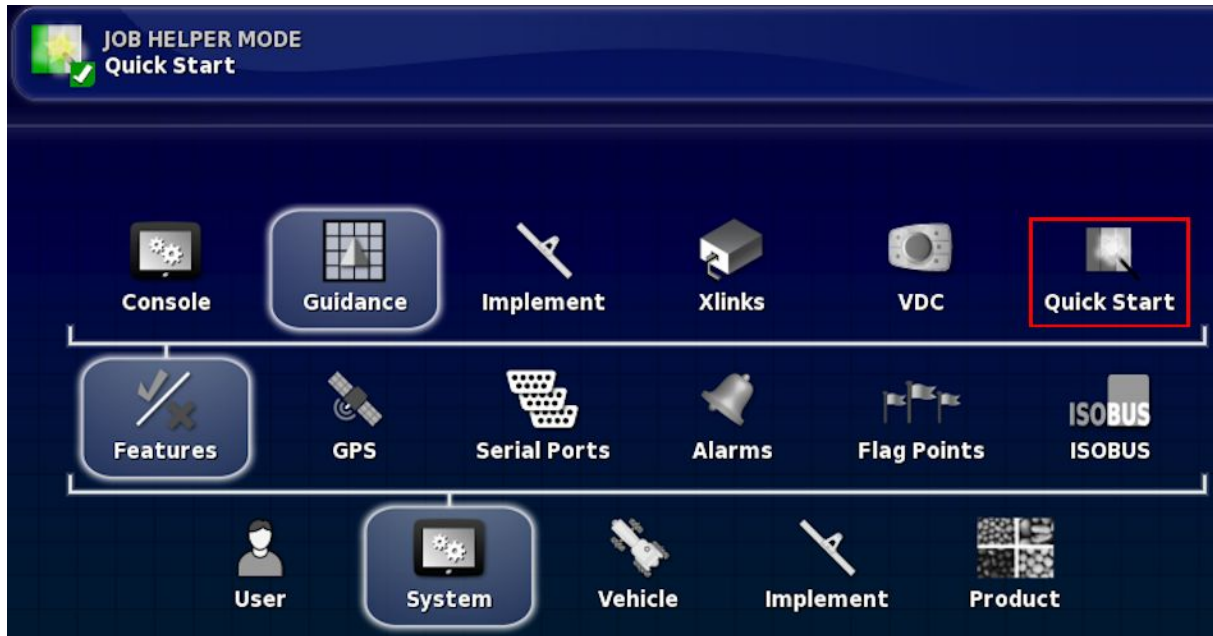 JOB HELPER MODE
Quick Start
Console Guidance Implement Xlinks VDC Quick Start
Features GPS Serial Ports Alarms Flag Points ISOBUS ISOBUS
User System Vehicle Implement Product